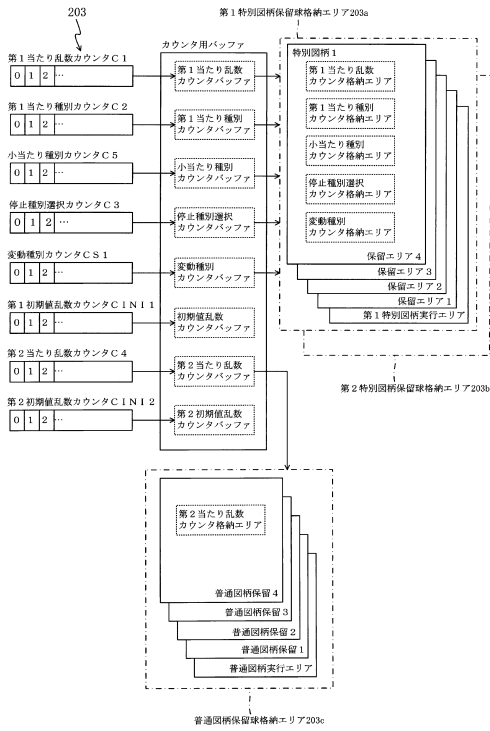 203
第１特別図柄保留球格納エリア203a
カウンタ用バッファ
第１当たり乱数カウンタＣ１
0 1 2 …
第１当たり種別カウンタＣ２
0 1 2 …
小当たり種別カウンタＣ５
0 1 2 …
停止種別選択カウンタＣ３
0 1 2 …
変動種別カウンタＣＳ１
0 1 2 …
第１初期値乱数カウンタＣＩＮＩ１
0 1 2 …
第２当たり乱数カウンタＣ４
0 1 2 …
第２初期値乱数カウンタＣＩＮＩ２
0 1 2 …
第１当たり乱数
カウンタバッファ
第１当たり種別
カウンタバッファ
小当たり種別
カウンタバッファ
停止種別選択
カウンタバッファ
変動種別
カウンタバッファ
初期値乱数
カウンタバッファ
第２当たり乱数
カウンタバッファ
第２初期値乱数
カウンタバッファ
特別図柄１
第１当たり乱数
カウンタ格納エリア
第１当たり種別
カウンタ格納エリア
小当たり種別
カウンタ格納エリア
停止種別選択
カウンタ格納エリア
変動種別
カウンタ格納エリア
保留エリア４
保留エリア３
保留エリア２
保留エリア１
第１特別図柄実行エリア
第２特別図柄保留球格納エリア203b
第２当たり乱数
カウンタ格納エリア
普通図柄保留４
普通図柄保留３
普通図柄保留２
普通図柄保留１
普通図柄実行エリア
普通図柄保留球格納エリア203c